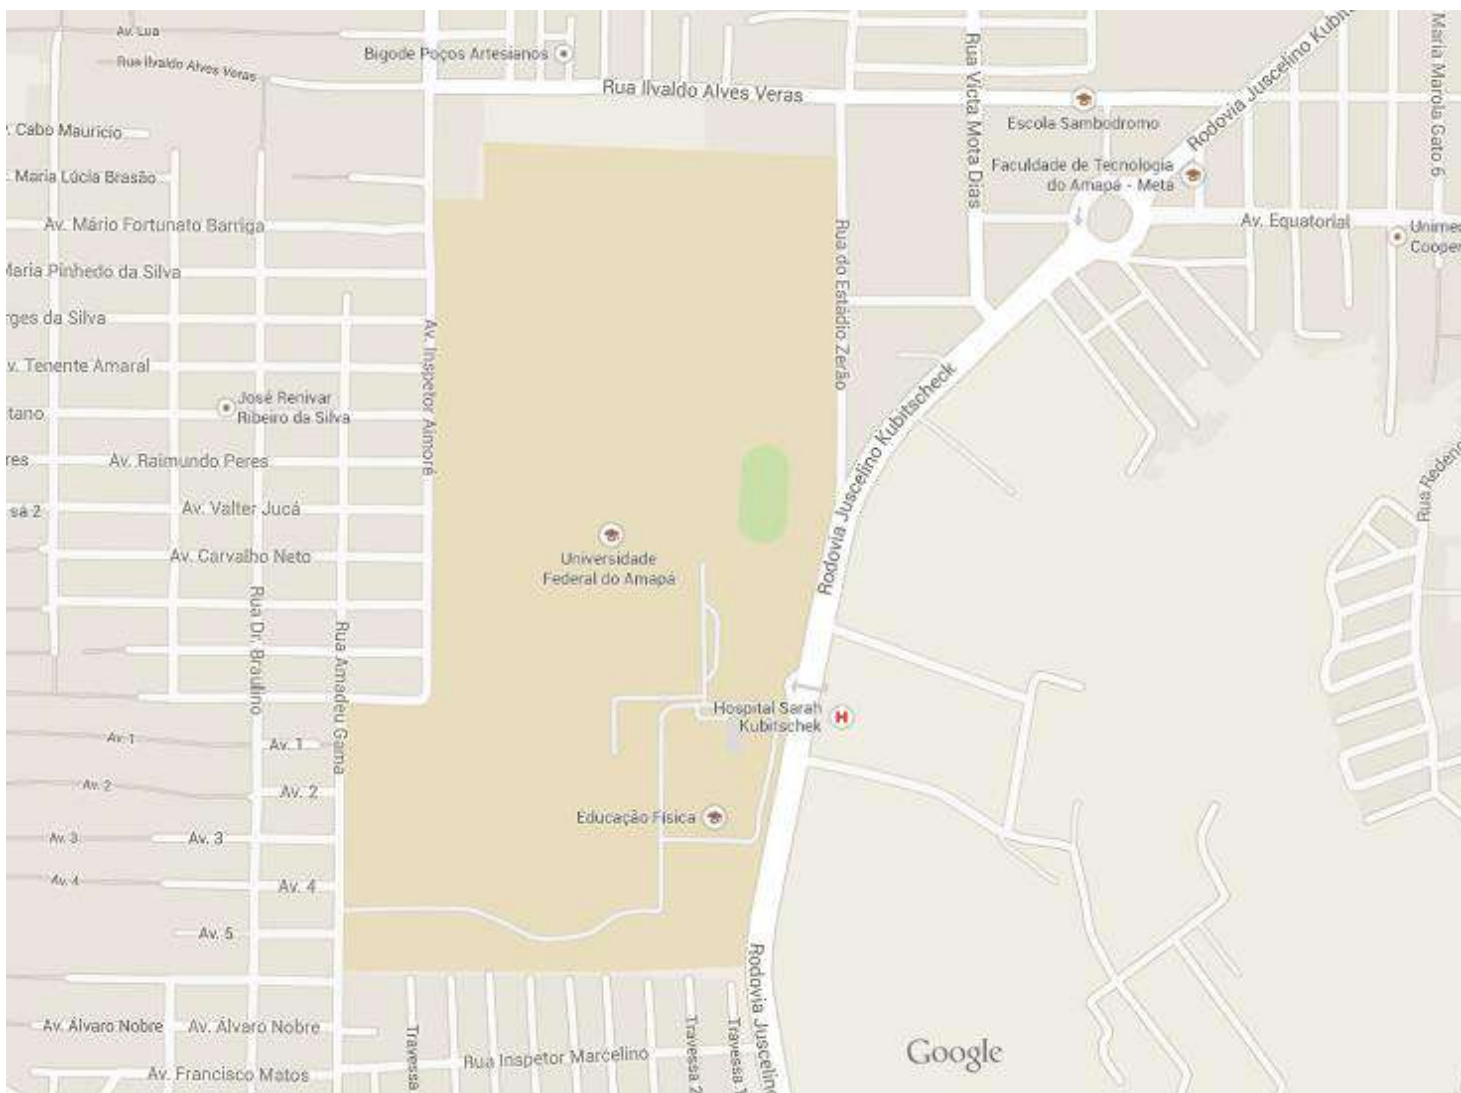 Av. Lua
Bigode Poços Artesianos
Rua Ilvaldo Alves Veras
Rua Ilvaldo Alves Veras
Rua Victa Mota Dias
Rodovia Juscelino Kubit
Maria Marola Gato 6
Escola Sambodromo
Cabo Mauricio
Faculdade de Tecnologia
do Amapá - Meta
Maria Lúcia Brasão
Av. Mário Fortunato Barriga
Av. Equatorial
Unimed
Cooper
Maria Pinhedo da Silva
Rua do Estádio Zerão
rges da Silva
Av. Inspetor Aimoré
v. Tenente Amaral
José Renivar
Ribeiro da Silva
tano
Rodovia Juscelino Kubitscheck
res
Av. Raimundo Peres
Rua Redenç
sá 2
Av. Valter Jucá
Av. Carvalho Neto
Universidade
Federal do Amapá
Rua Dr. Braulino
Rua Amadeu Gama
Hospital Sarah
Kubitschek
H
Av. 1
Av. 1
Av. 2
Av. 2
Educação Física
Av. 3
Av. 3
Av. 4
Av. 4
Av. 5
Rodovia Juscelino
Av. Álvaro Nobre
Av. Álvaro Nobre
Travessa
Rua Inspetor Marcelino
Travessa 2
Travessa 1
Google
Av. Francisco Matos